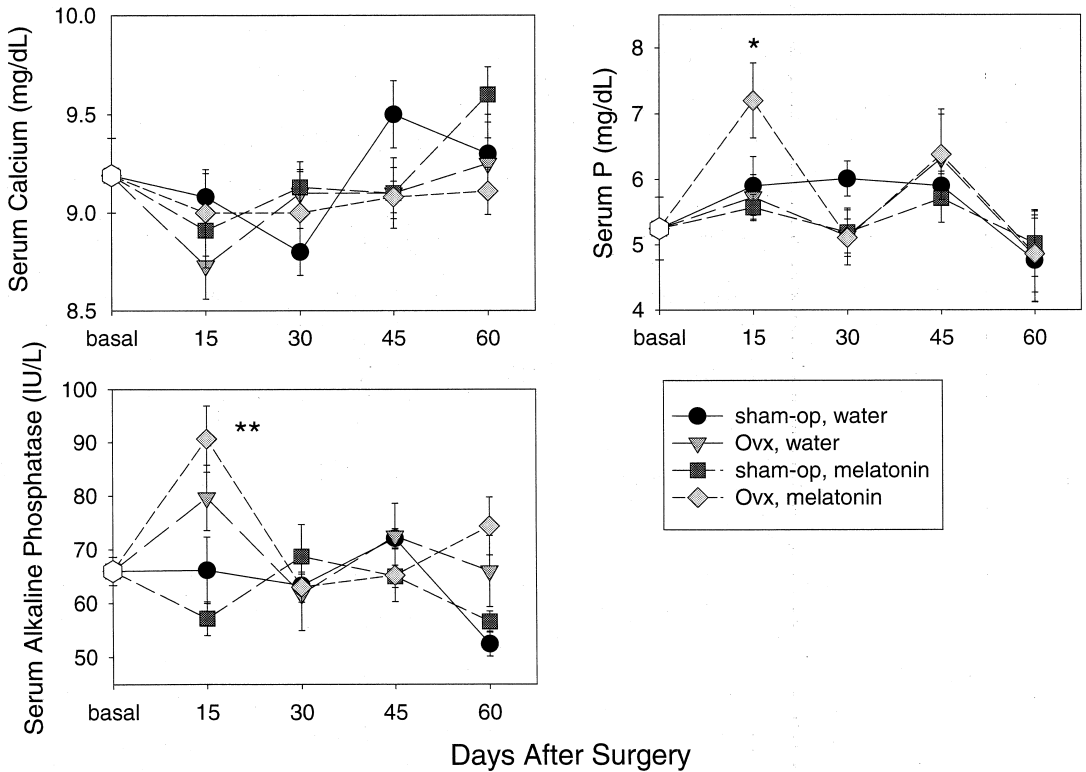 Serum Calcium (mg/dL)
10.0
9.5
9.0
8.5
basal 15 30 45 60
Serum P (mg/dL)
8
7
6
5
4
*
basal 15 30 45 60
Serum Alkaline Phosphatase (IU/L)
100
90
80
70
60
50
**
basal 15 30 45 60
sham-op, water
Ovx, water
sham-op, melatonin
Ovx, melatonin
Days After Surgery